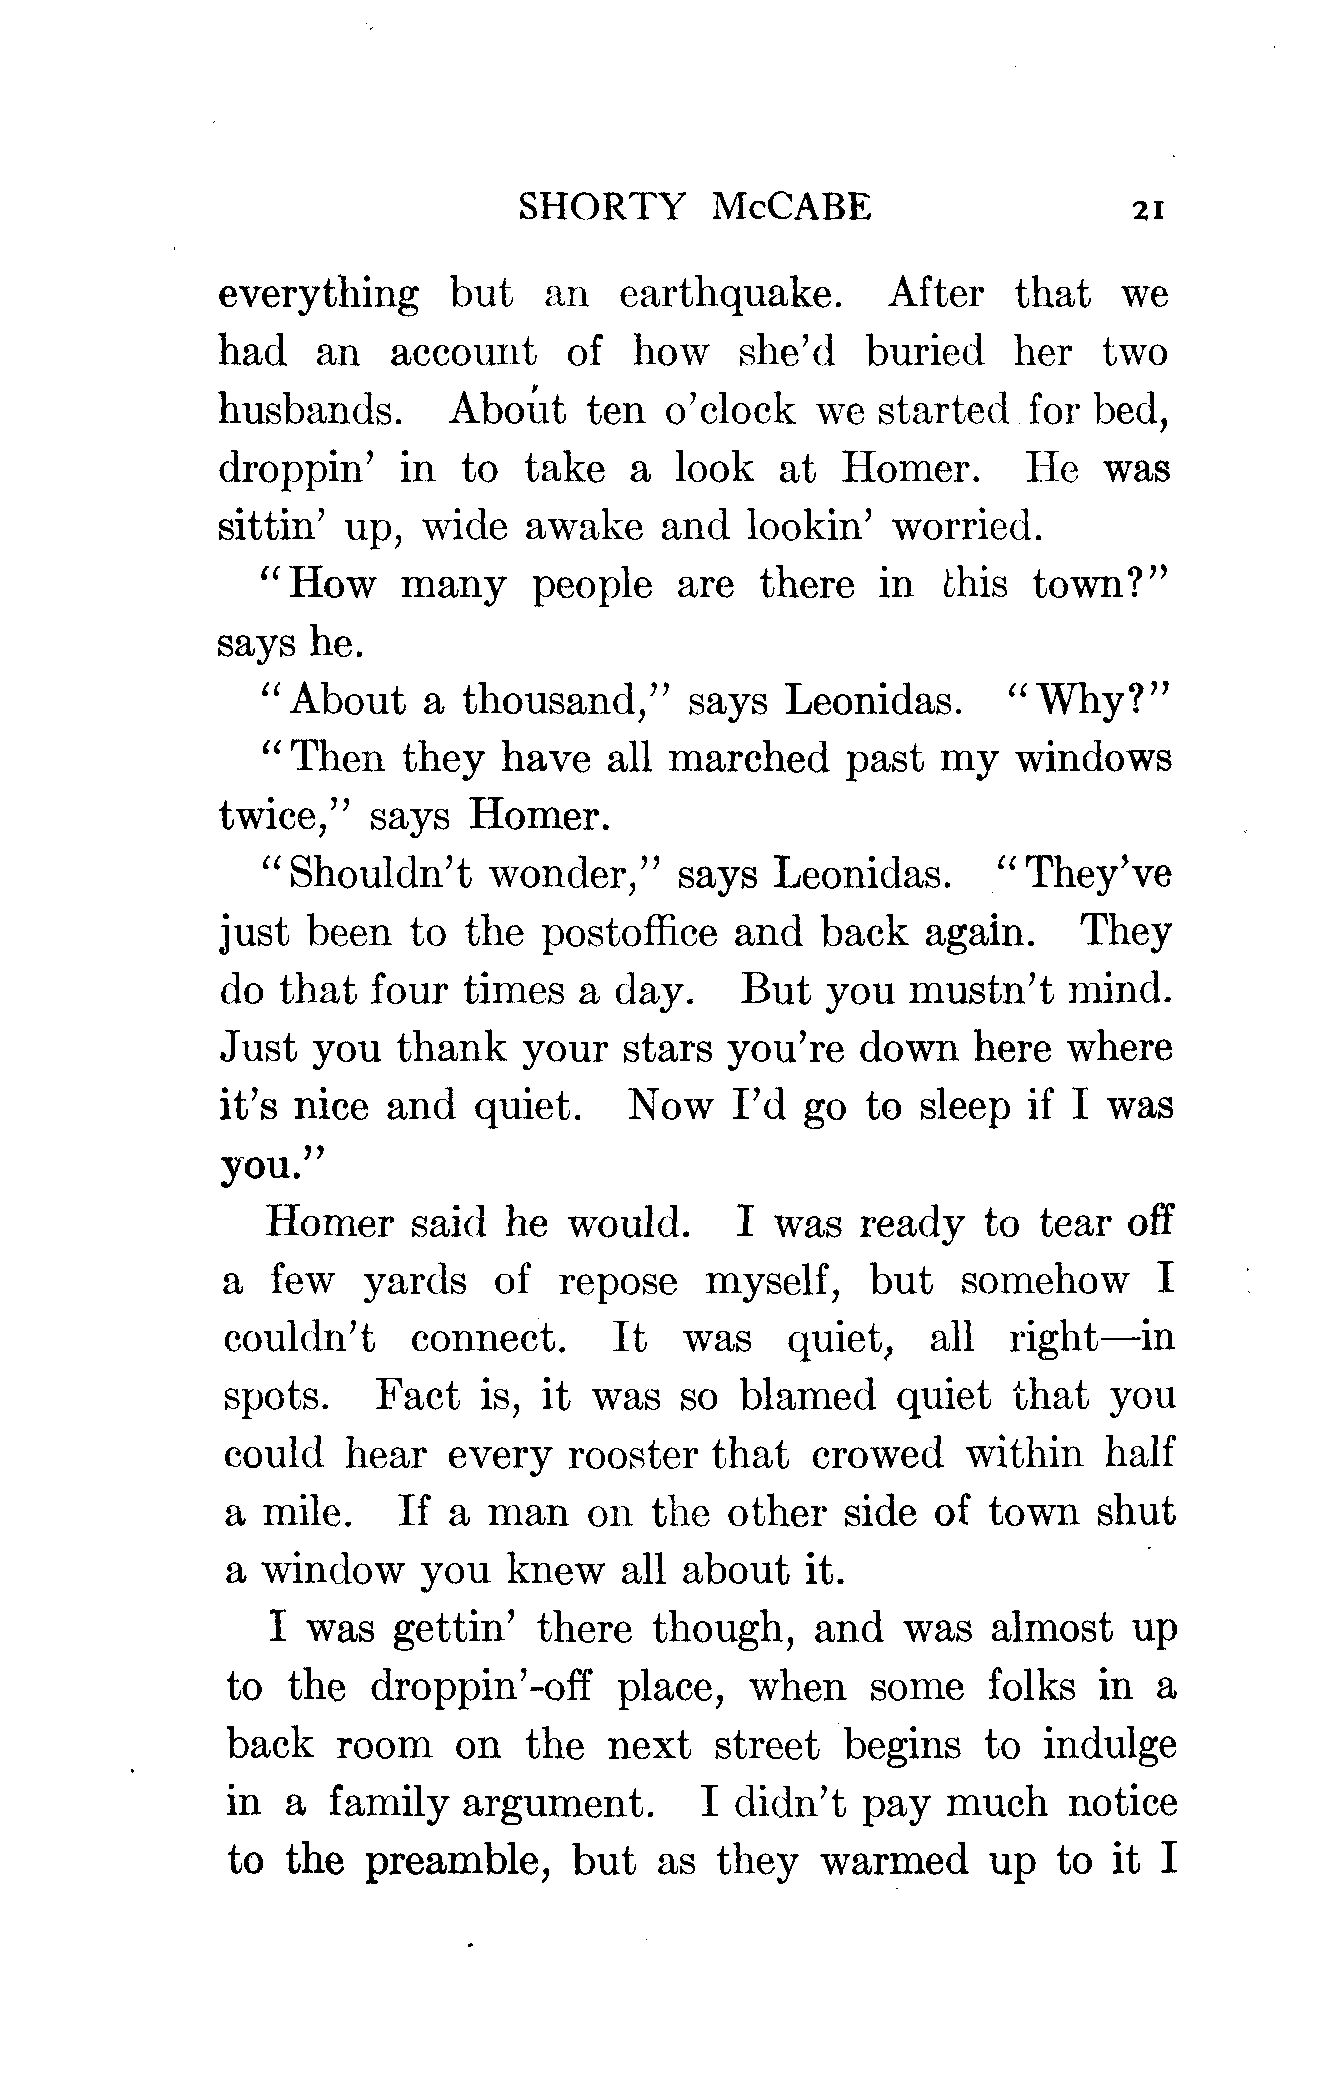 SHORTY McCABE 21
everything but an earthquake. After that we
had an account of how she'd buried her two
husbands. About ten o'clock we started for bed,
droppin' in to take a look at Homer. He was
sittin' up, wide awake and lookin' worried.
"How many people are there in this town?"
says he.
"About a thousand," says Leonidas. "Why?"
"Then they have all marched past my windows
twice," says Homer.
"Shouldn't wonder," says Leonidas. "They've
just been to the postoffice and back again. They
do that four times a day. But you mustn't mind.
Just you thank your stars you're down here where
it's nice and quiet. Now I'd go to sleep if I was
you."
Homer said he would. I was ready to tear off
a few yards of repose myself, but somehow I
couldn't connect. It was quiet, all right—in
spots. Fact is, it was so blamed quiet that you
could hear every rooster that crowed within half
a mile. If a man on the other side of town shut
a window you knew all about it.
I was gettin' there though, and was almost up
to the droppin'-off place, when some folks in a
back room on the next street begins to indulge
in a family argument. I didn't pay much notice
to the preamble, but as they warmed up to it I